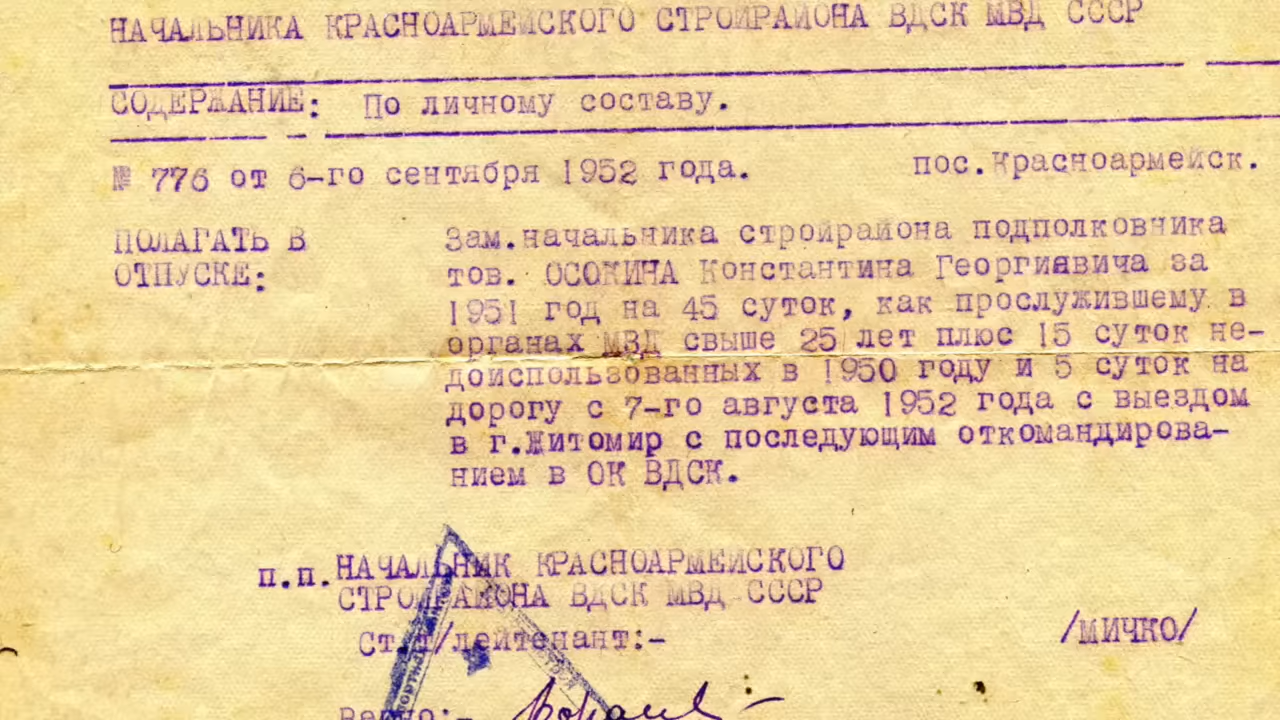 НАЧАЛЬНИКА КРАСНОАРМЕЙСКОГО СТРОЙРАЙОНА ВДСК МВД СССР
СОДЕРЖАНИЕ: По личному составу.
№ 776 от 6-го сентября 1952 года. пос.Красноармейск.
ПОЛАГАТЬ В ОТПУСКЕ:
Зам.начальника стройрайона подполковника
тов. ОСОКИНА Константина Георгиявича за
1951 год на 45 суток, как прослужившему в
органах МВД свыше 25 лет плюс 15 суток не-
доиспользованных в 1950 году и 5 суток на
дорогу с 7-го августа 1952 года с выездом
в г.Житомир с последующим откомандирова-
нием в ОК ВДСК.
п.п. НАЧАЛЬНИК КРАСНОАРМЕЙСКОГО
СТРОЙРАЙОНА ВДСК МВД СССР
Ст.т/лейтенант:- /МИЧКО/
Верно:-